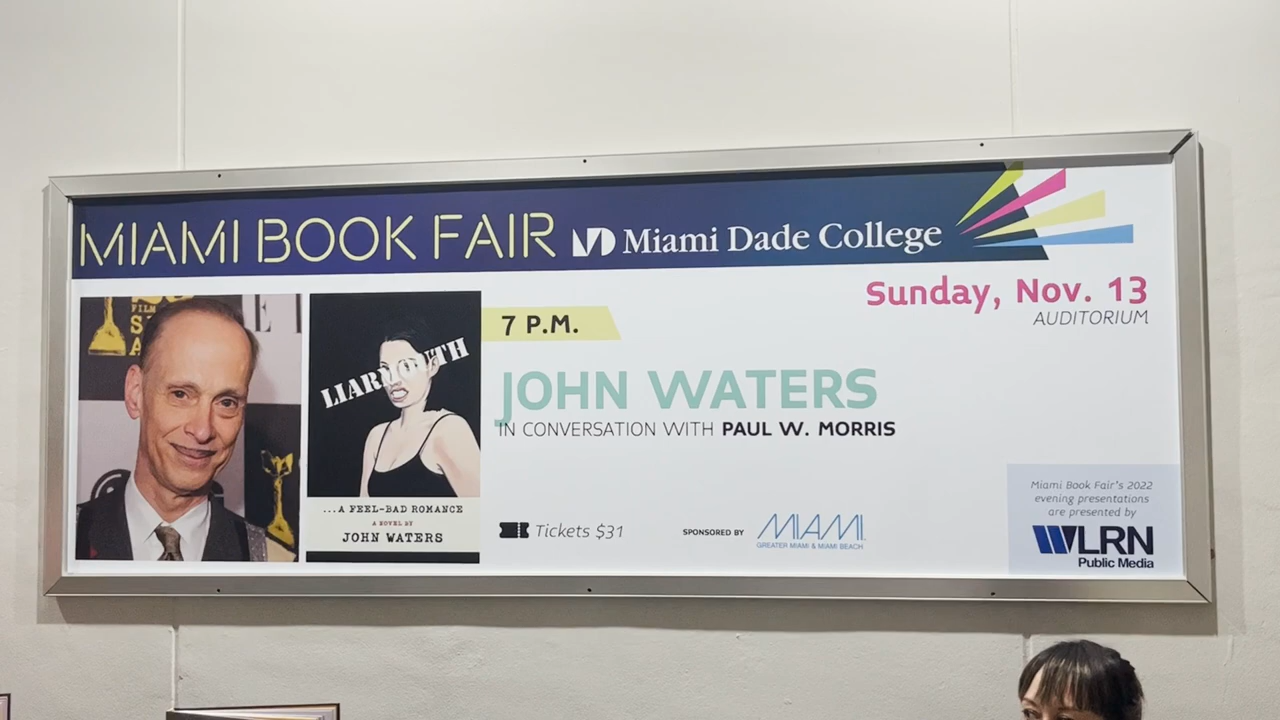 MIAMI BOOK FAIR MD Miami Dade College
Sunday, Nov. 13
AUDITORIUM
7 P.M.
JOHN WATERS
IN CONVERSATION WITH PAUL W. MORRIS
FILM
LIARMOUTH
...A FEEL-BAD ROMANCE
A NOVEL BY
JOHN WATERS
Tickets $31
SPONSORED BY
MIAMI
GREATER MIAMI & MIAMI BEACH
Miami Book Fair's 2022
evening presentations
are presented by
WLRN
Public Media